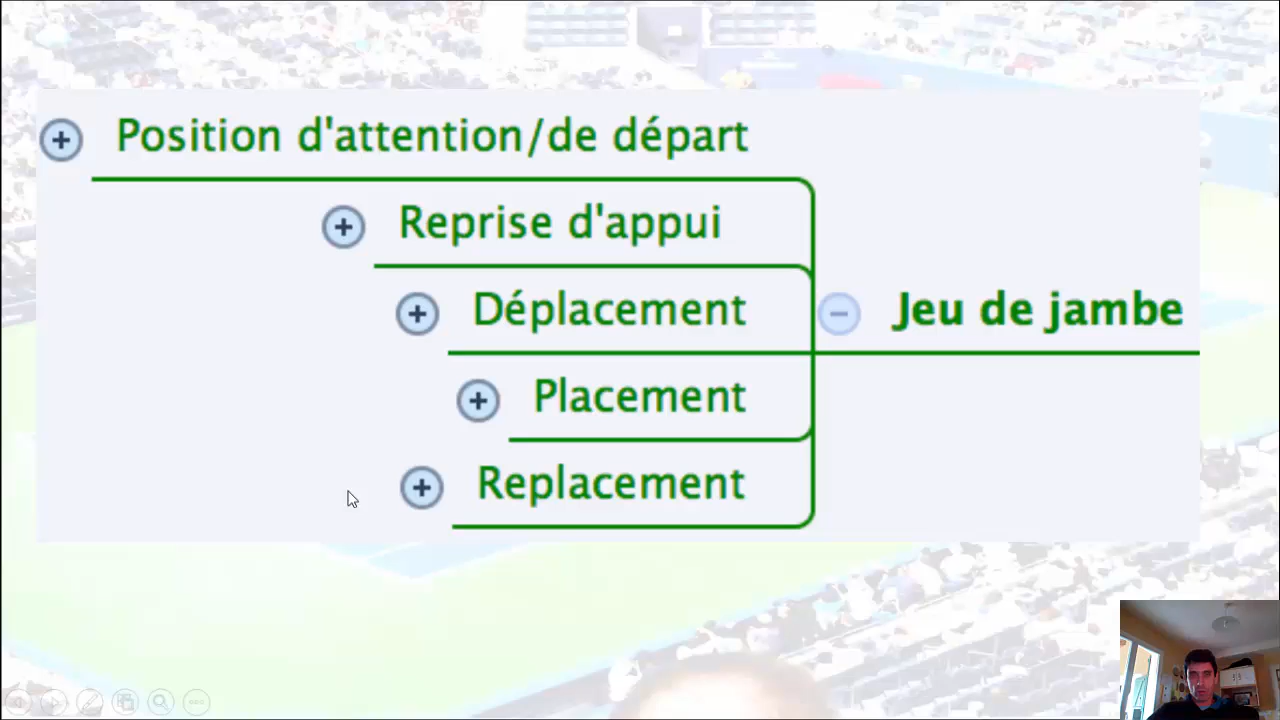 Position d'attention/de départ
Reprise d'appui
Déplacement
Jeu de jambe
Placement
Replacement